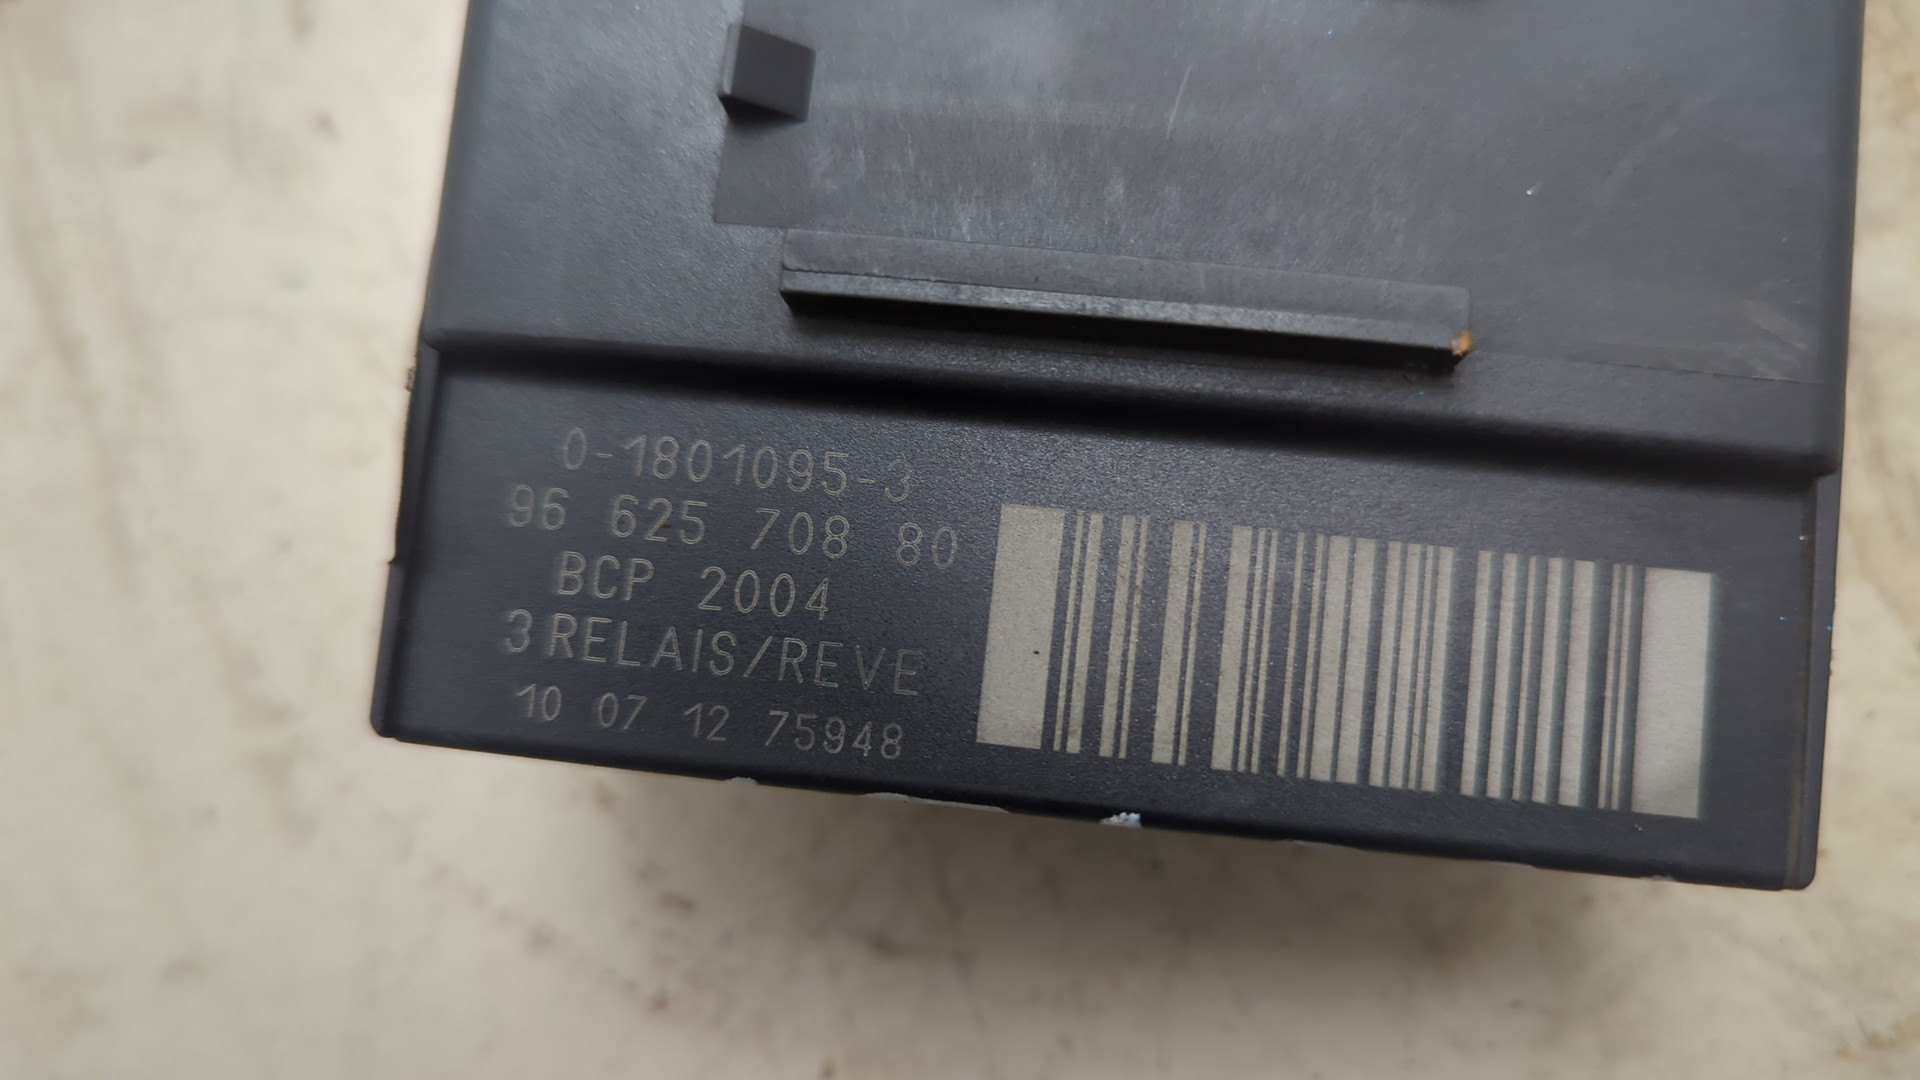 0-1801095-3
96 625 708 80
BCP 2004
3 RELAIS/REVE
10 07 12 75948